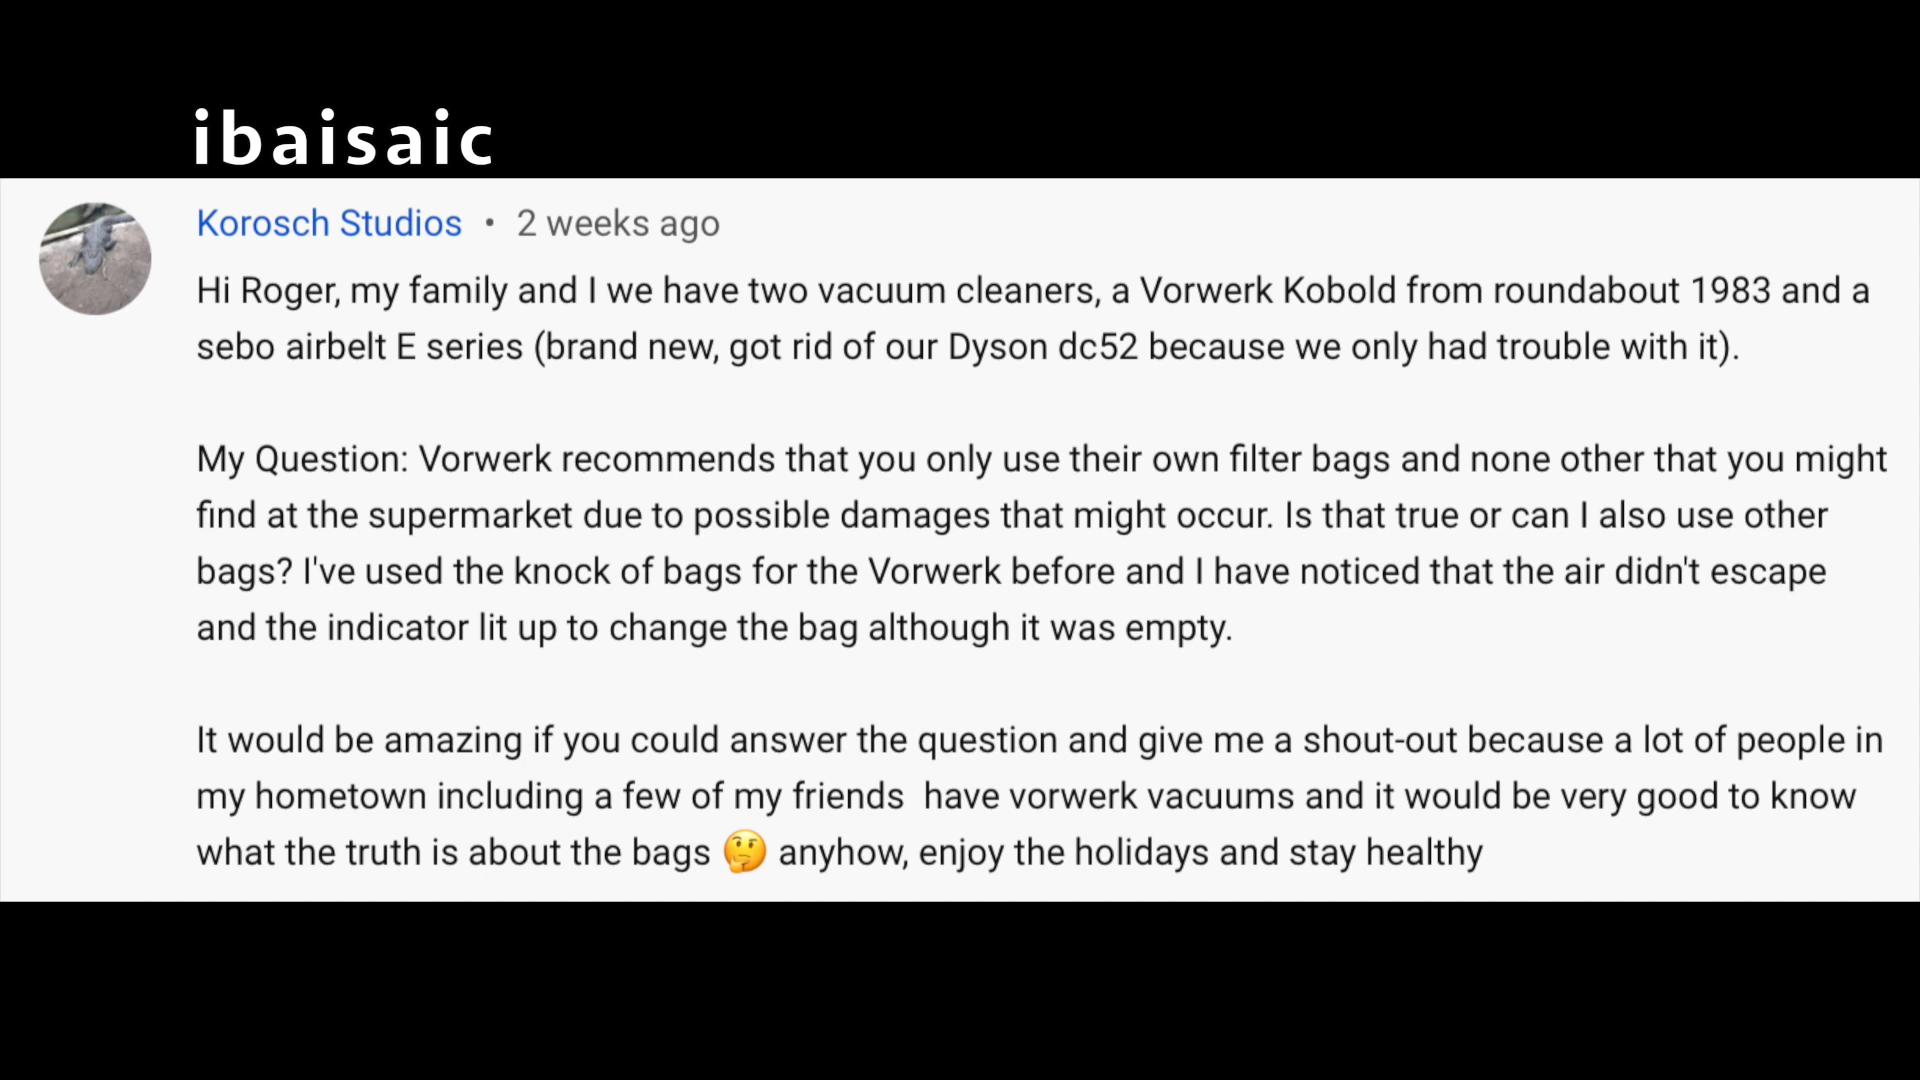 ibaisaic
Korosch Studios • 2 weeks ago
Hi Roger, my family and I we have two vacuum cleaners, a Vorwerk Kobold from roundabout 1983 and a
sebo airbelt E series (brand new, got rid of our Dyson dc52 because we only had trouble with it).
My Question: Vorwerk recommends that you only use their own filter bags and none other that you might
find at the supermarket due to possible damages that might occur. Is that true or can I also use other
bags? I've used the knock of bags for the Vorwerk before and I have noticed that the air didn't escape
and the indicator lit up to change the bag although it was empty.
It would be amazing if you could answer the question and give me a shout-out because a lot of people in
my hometown including a few of my friends  have vorwerk vacuums and it would be very good to know
what the truth is about the bags 🤔 anyhow, enjoy the holidays and stay healthy